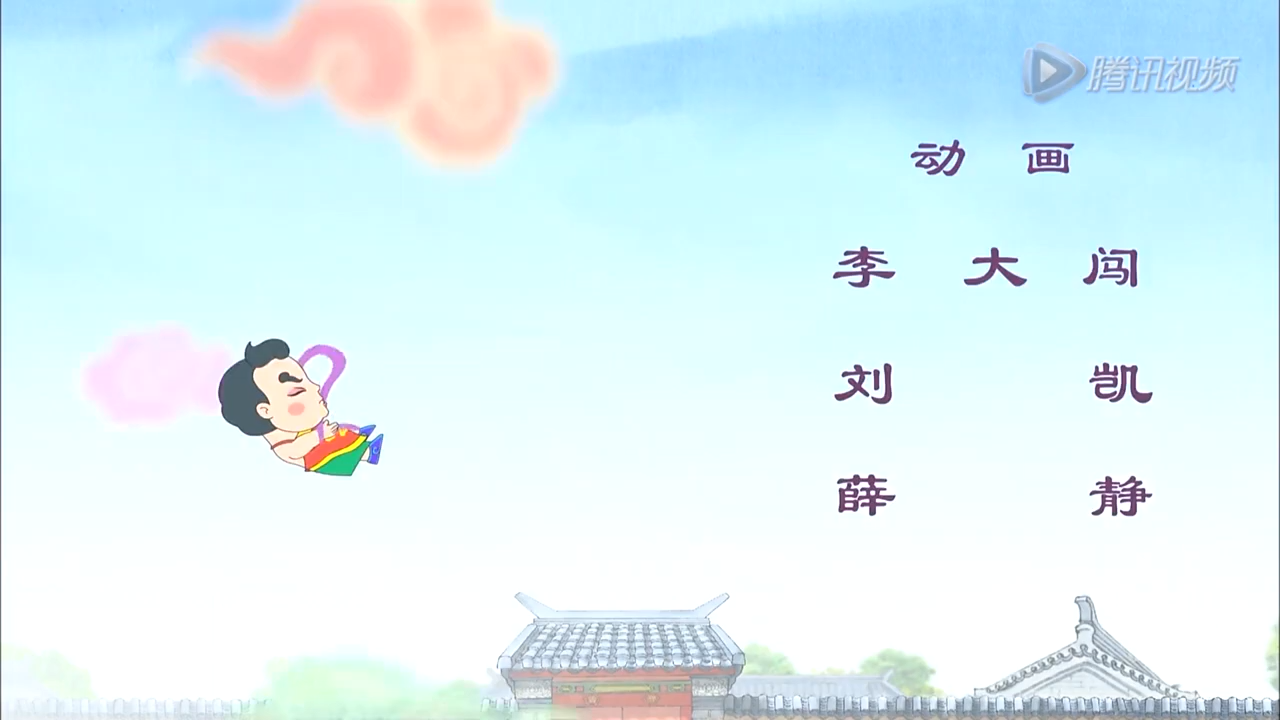 腾讯视频
动 画
李 大 闯
刘 凯
薛 静